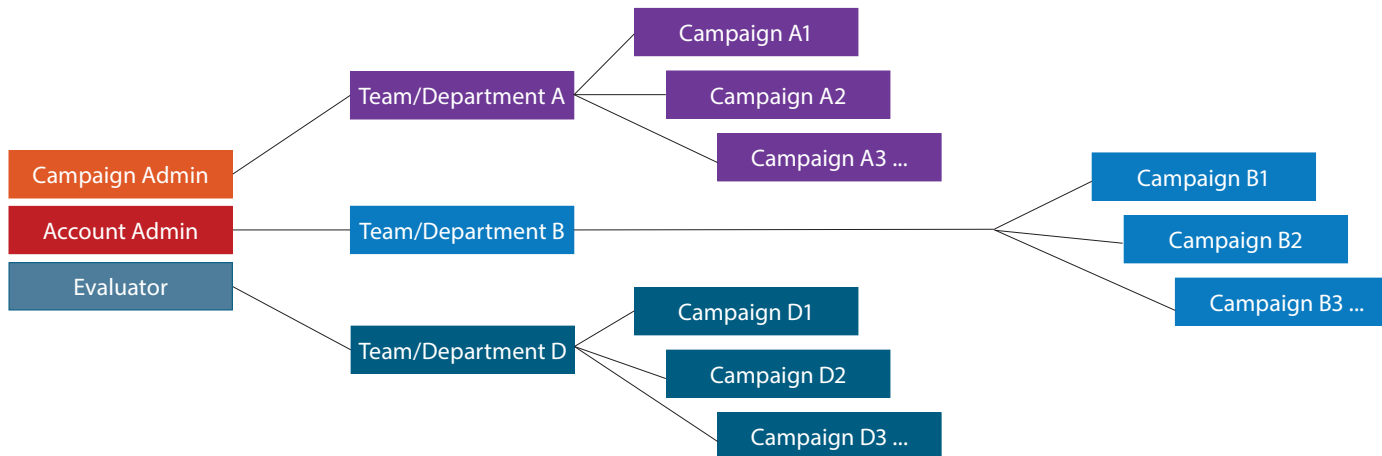 Campaign Admin
Account Admin
Evaluator
Team/Department A
Campaign A1
Campaign A2
Campaign A3 ...
Team/Department B
Campaign B1
Campaign B2
Campaign B3 ...
Team/Department D
Campaign D1
Campaign D2
Campaign D3 ...